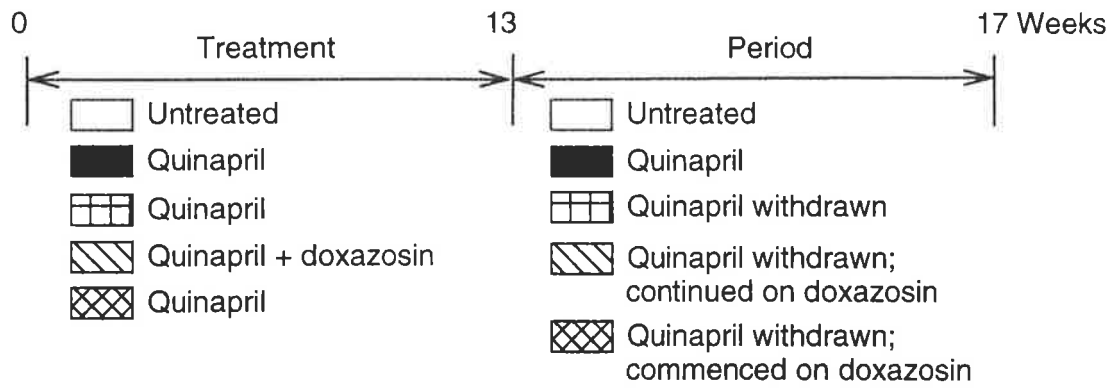 0 13 17 Weeks
Treatment Period
Untreated
Quinapril
Quinapril
Quinapril + doxazosin
Quinapril
Untreated
Quinapril
Quinapril withdrawn
Quinapril withdrawn;
continued on doxazosin
Quinapril withdrawn;
commenced on doxazosin